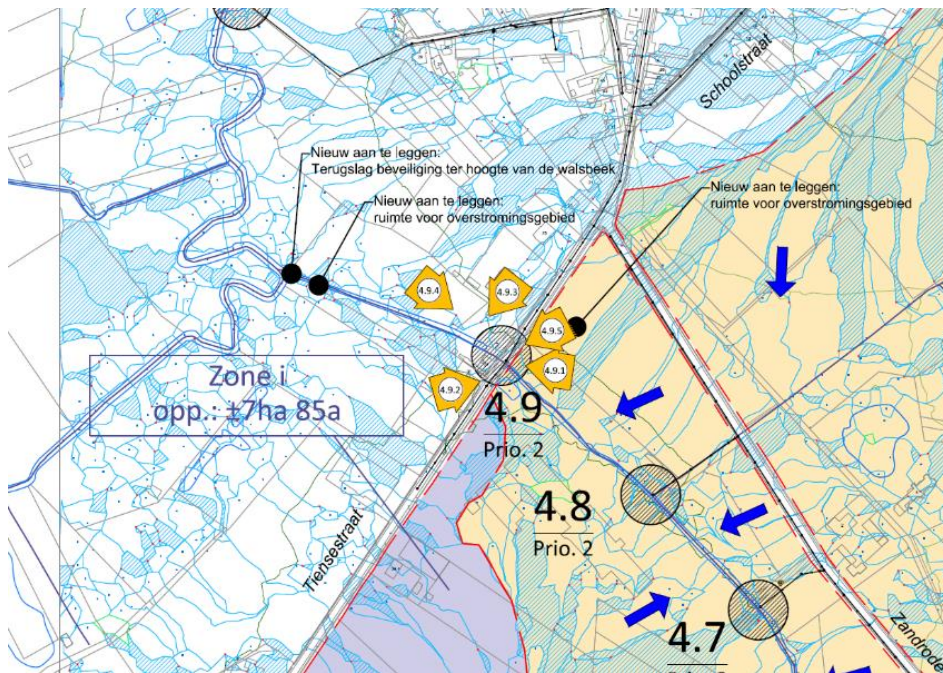 Schoolstraat
Nieuw aan te leggen:
Terugslag beveiliging ter hoogte van de walsbeek
Nieuw aan te leggen:
ruimte voor overstromingsgebied
Nieuw aan te leggen:
ruimte voor overstromingsgebied
4.9.4
4.9.3
4.9.5
4.9.1
4.9.2
Zone i
opp.: ±7ha 85a
4.9
Prio. 2
4.8
Prio. 2
Tiensestraat
4.7
Zandrode